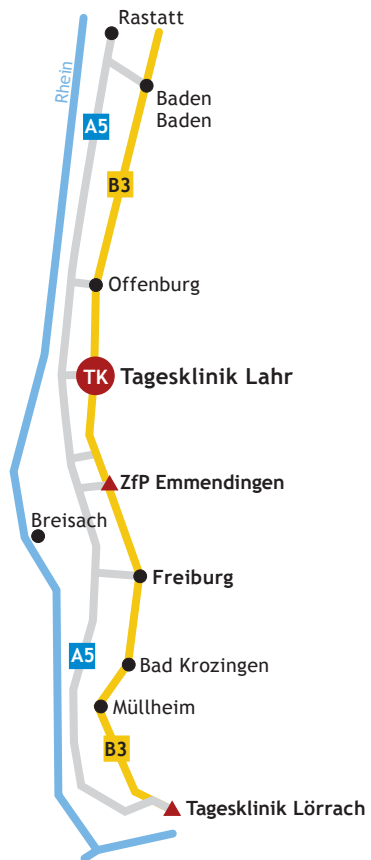 Rastatt
Rhein
Baden
Baden
A5
B3
Offenburg
TK Tagesklinik Lahr
ZfP Emmendingen
Breisach
Freiburg
A5
Bad Krozingen
Müllheim
B3
Tagesklinik Lörrach